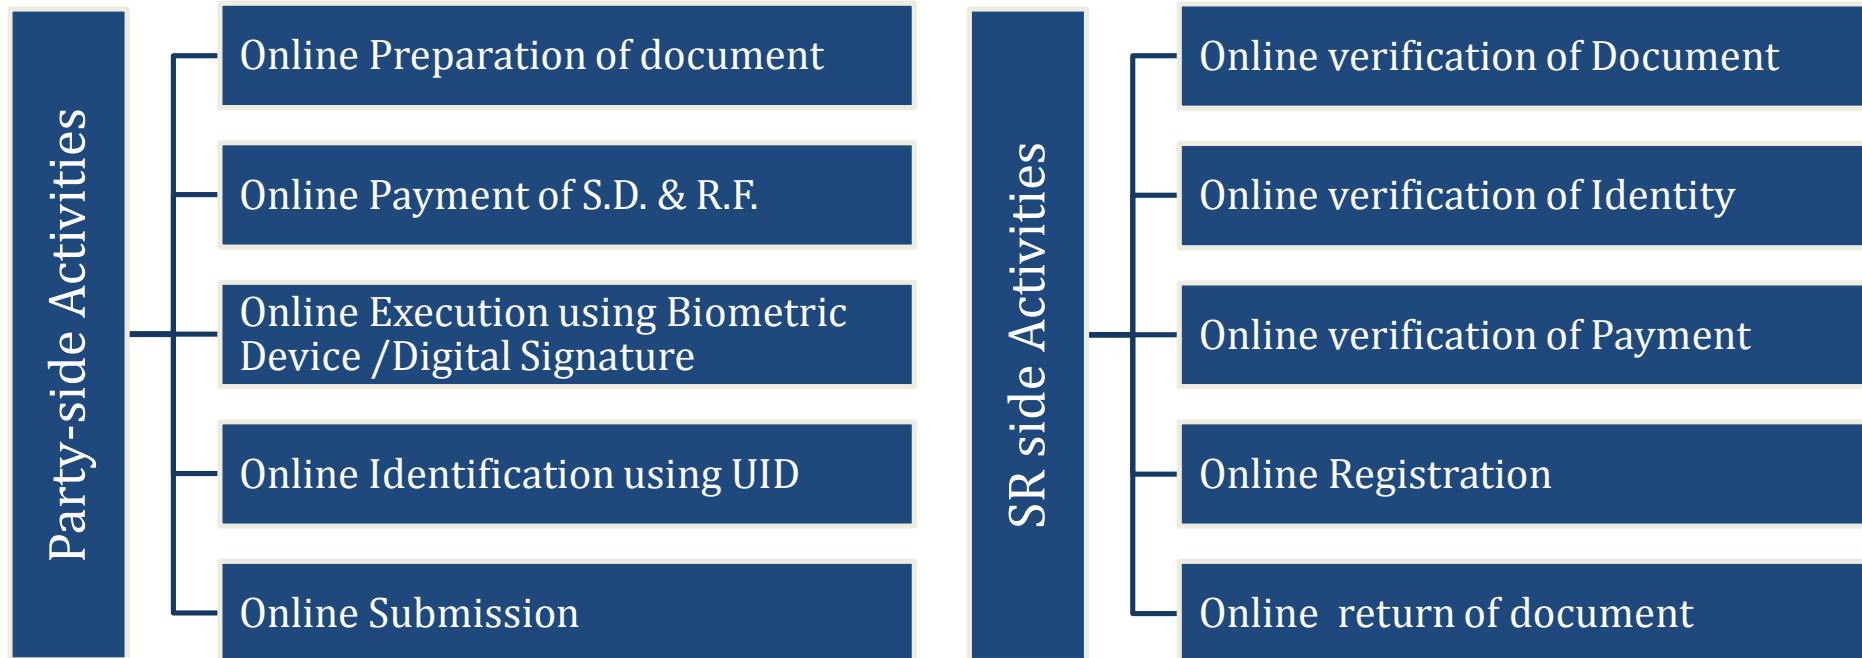 Party-side Activities
Online Preparation of document
Online Payment of S.D. & R.F.
Online Execution using Biometric
Device /Digital Signature
Online Identification using UID
Online Submission
SR side Activities
Online verification of Document
Online verification of Identity
Online verification of Payment
Online Registration
Online  return of document